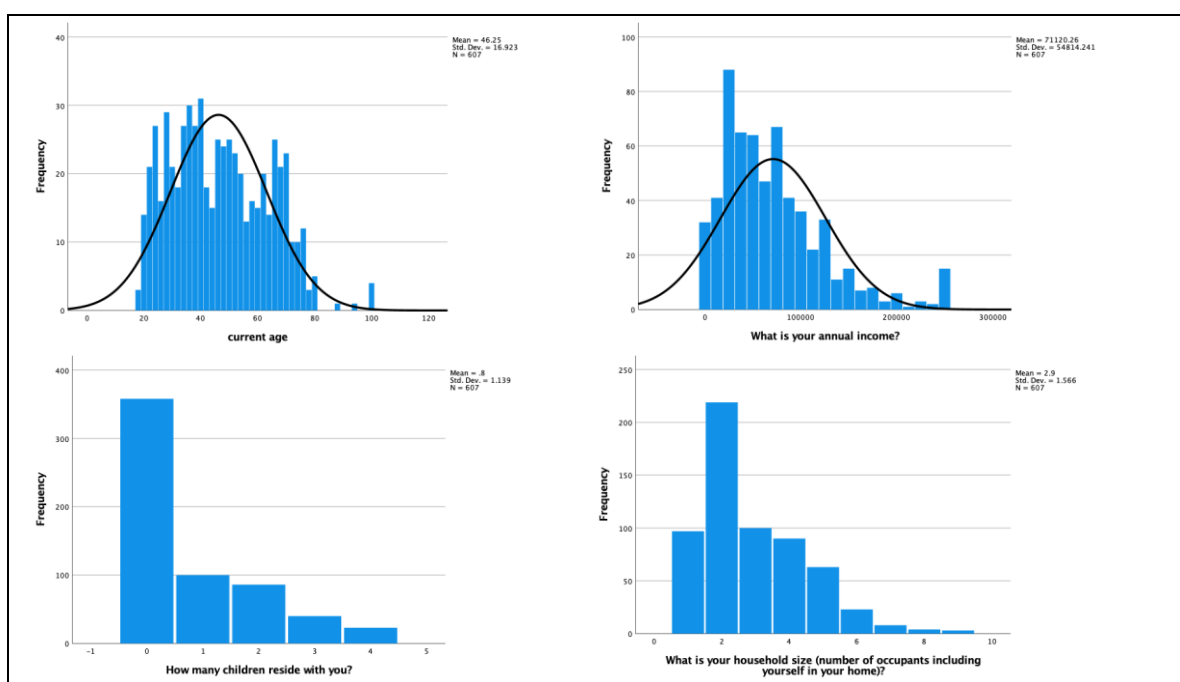 Mean = 46.25
Std. Dev. = 16.923
N = 607
40
30
20
10
0
Frequency
0 20 40 60 80 100 120
current age
Mean = 71120.26
Std. Dev. = 54814.241
N = 607
100
80
60
40
20
0
Frequency
0 100000 200000 300000
What is your annual income?
Mean = .8
Std. Dev. = 1.139
N = 607
400
300
200
100
0
Frequency
-1 0 1 2 3 4 5
How many children reside with you?
Mean = 2.9
Std. Dev. = 1.566
N = 607
250
200
150
100
50
0
Frequency
0 2 4 6 8 10
What is your household size (number of occupants including
yourself in your home)?